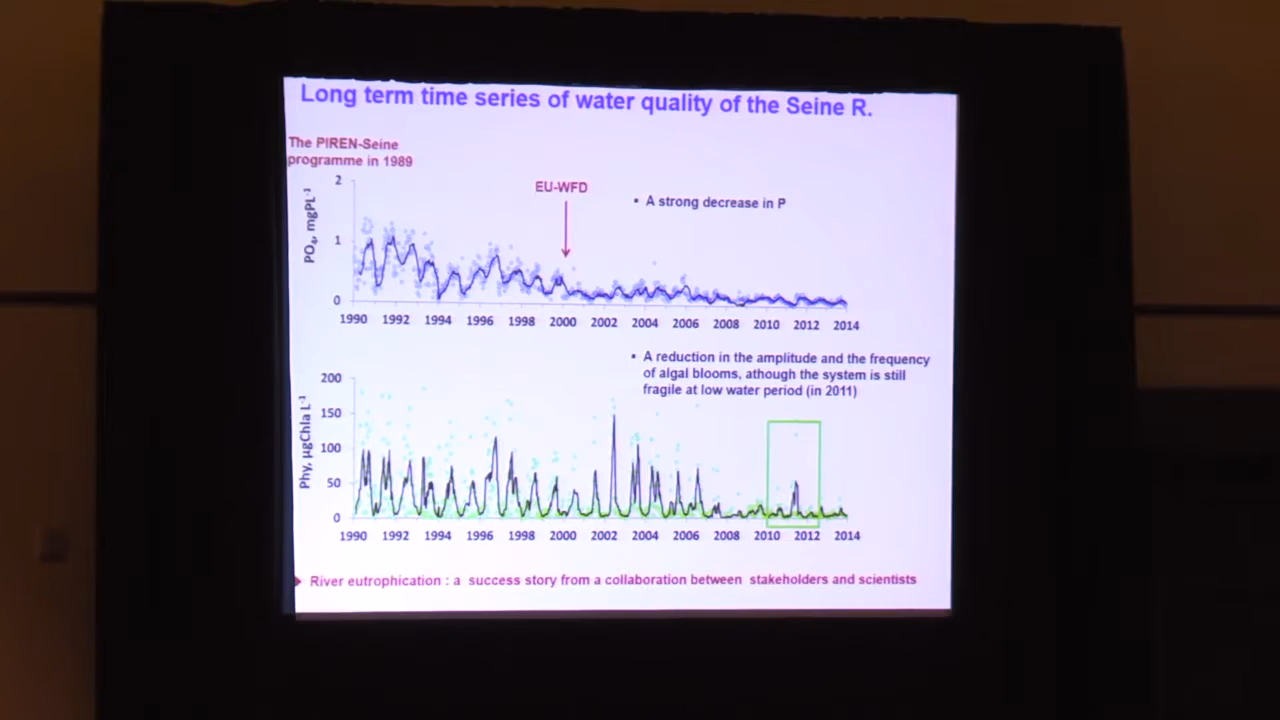 Long term time series of water quality of the Seine R.
The PIREN-Seine
programme in 1989
EU-WFD
▪ A strong decrease in P
PO₄, mgPL⁻¹
2
1
0
1990 1992 1994 1996 1998 2000 2002 2004 2006 2008 2010 2012 2014
▪ A reduction in the amplitude and the frequency
of algal blooms, athough the system is still
fragile at low water period (in 2011)
Phy, µgChla L⁻¹
200
150
100
50
0
1990 1992 1994 1996 1998 2000 2002 2004 2006 2008 2010 2012 2014
River eutrophication : a success story from a collaboration between stakeholders and scientists